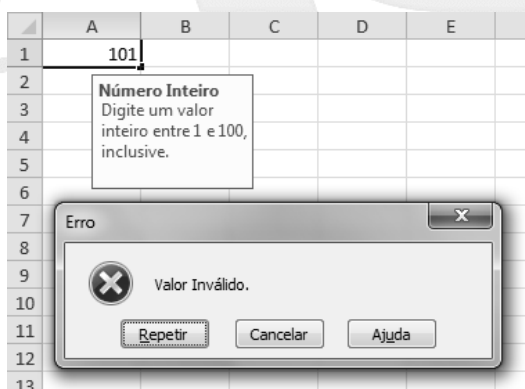 A B C D E
1 101
2
Número Inteiro
3
Digite um valor
4
inteiro entre 1 e 100,
5
inclusive.
6
7
Erro
8
9
Valor Inválido.
10
11
Repetir Cancelar Ajuda
12
13